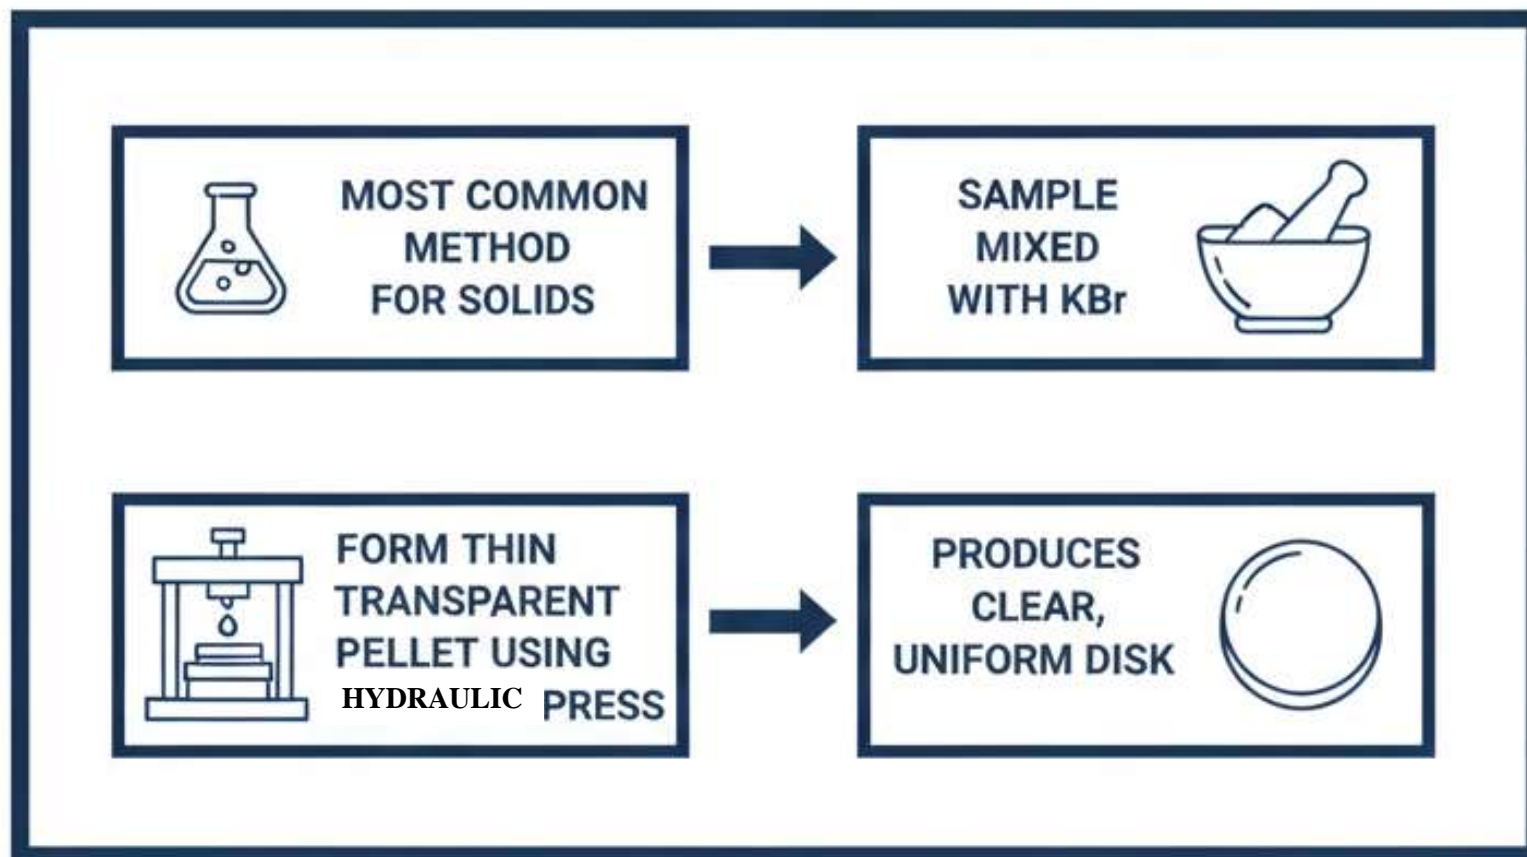 MOST COMMON
METHOD
FOR SOLIDS
SAMPLE
MIXED
WITH KBr
FORM THIN
TRANSPARENT
PELLET USING
HYDRAULIC PRESS
PRODUCES
CLEAR,
UNIFORM DISK